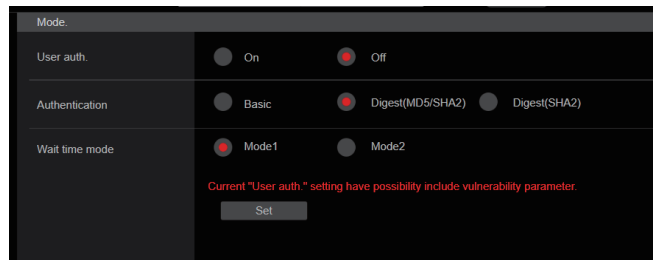 Mode.
User auth. On Off
Authentication Basic Digest(MD5/SHA2) Digest(SHA2)
Wait time mode Mode1 Mode2
Current "User auth." setting have possibility include vulnerability parameter.
Set